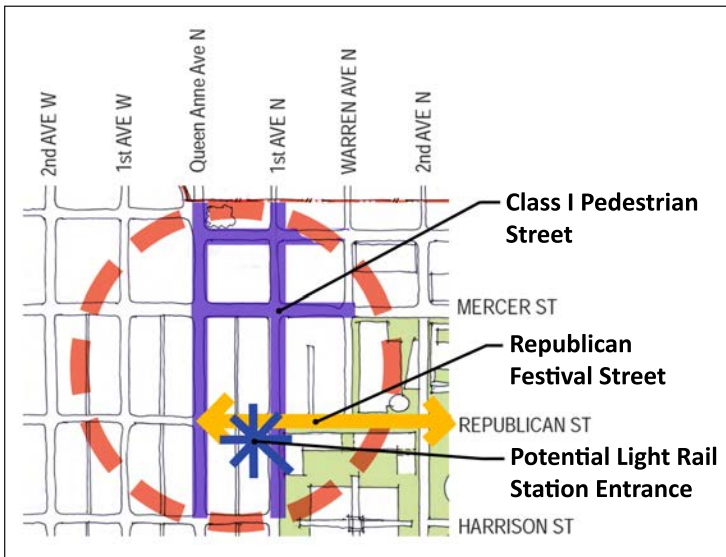 2nd AVE W
1st AVE W
Queen Anne Ave N
1st AVE N
WARREN AVE N
2nd AVE N
Class I Pedestrian
Street
MERCER ST
Republican
Festival Street
REPUBLICAN ST
Potential Light Rail
Station Entrance
HARRISON ST